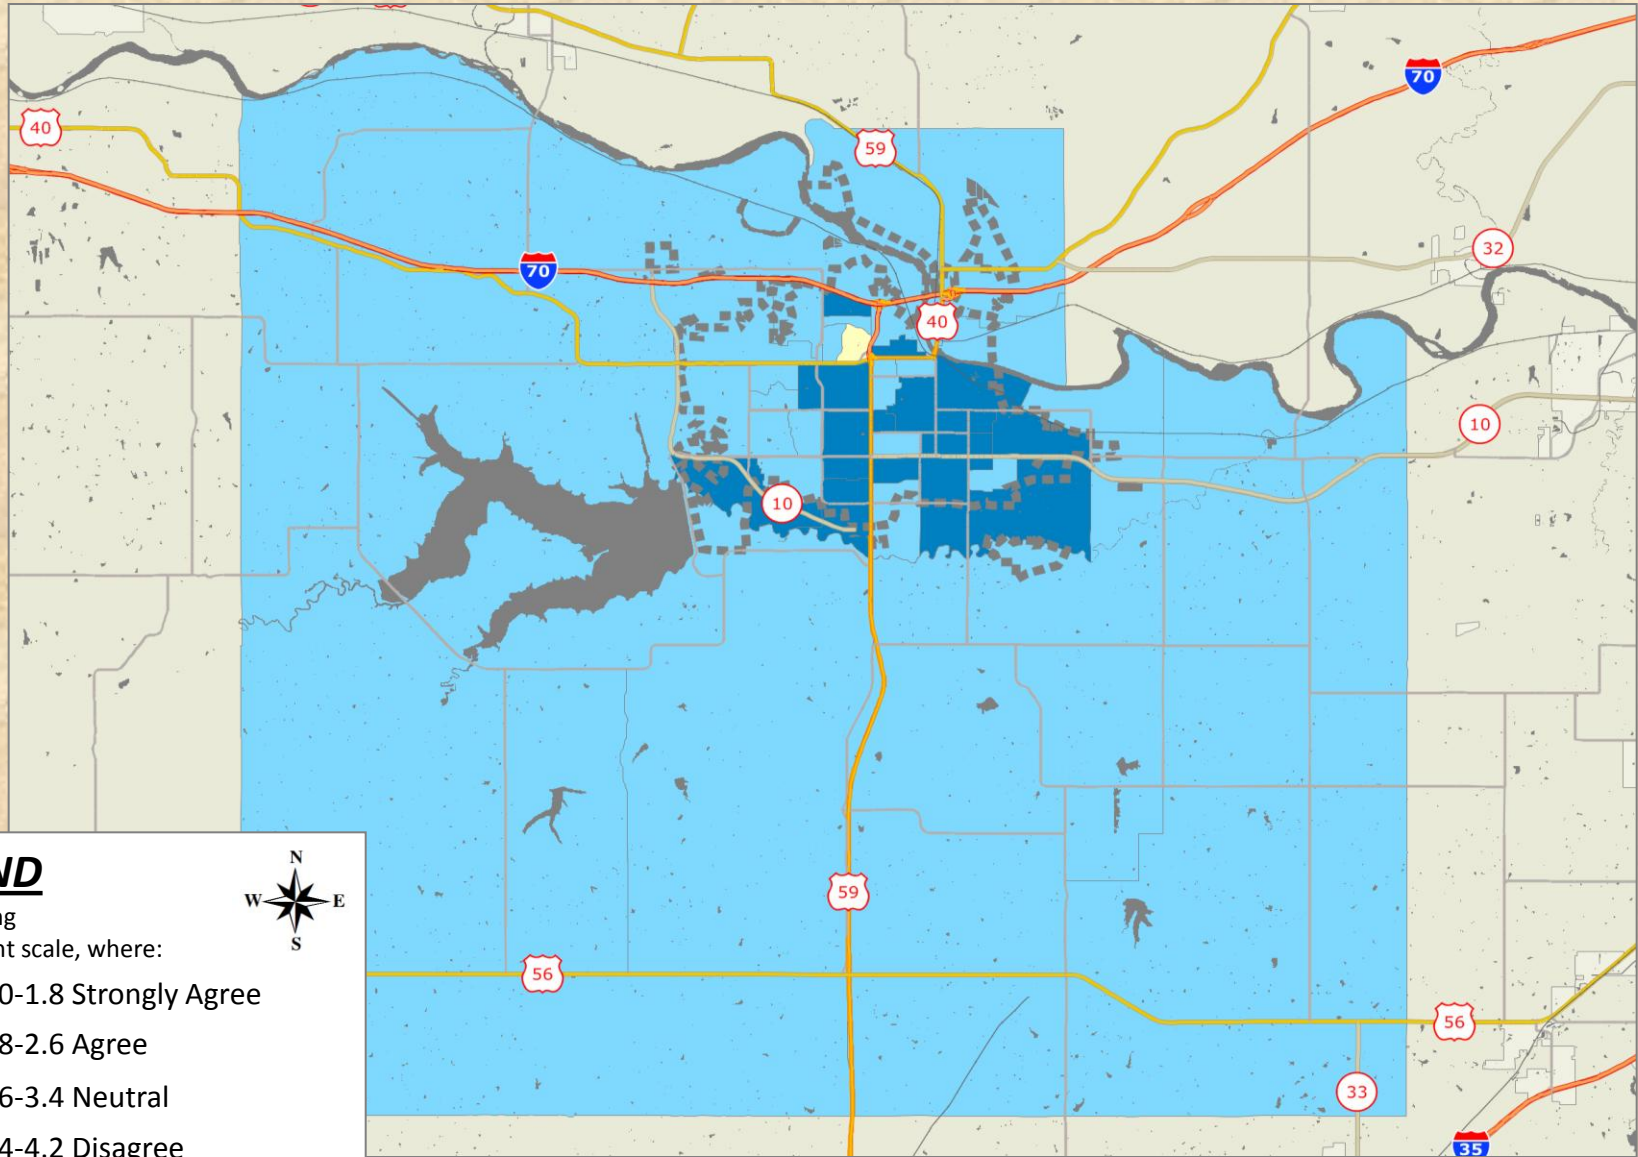 70
40
59
32
70
40
10
10
59
56
56
33
35
ND
N
W E
S
ng
nt scale, where:
0-1.8 Strongly Agree
8-2.6 Agree
6-3.4 Neutral
4-4.2 Disagree